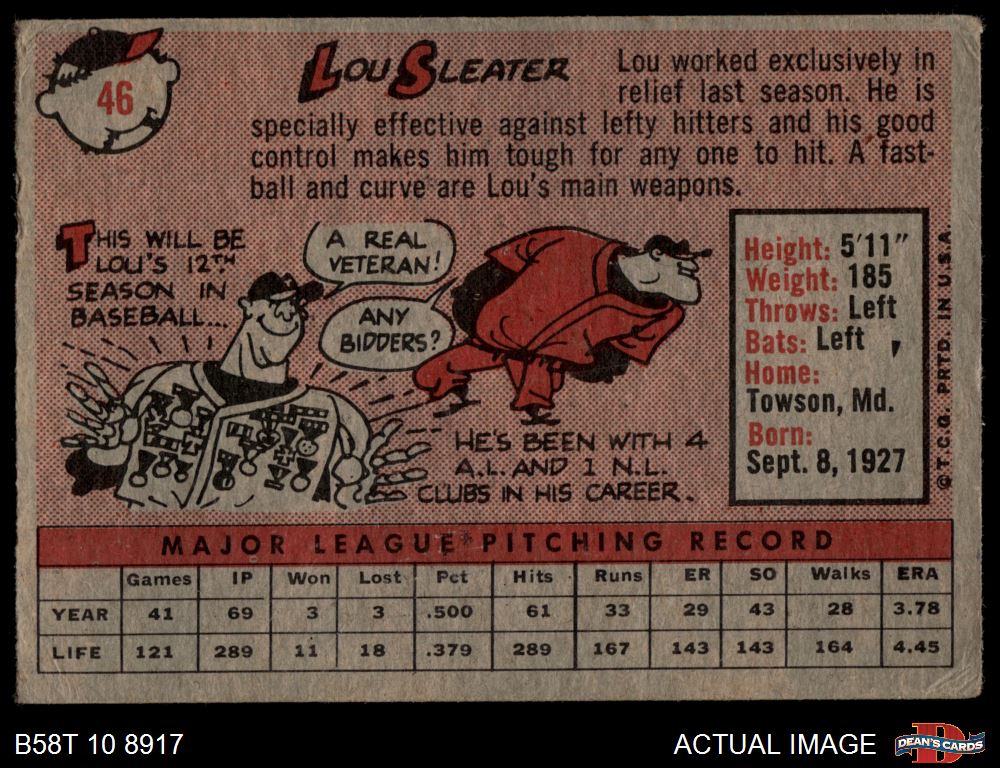 46
LOU SLEATER
Lou worked exclusively in
relief last season. He is
specially effective against lefty hitters and his good
control makes him tough for any one to hit. A fast-
ball and curve are Lou's main weapons.
THIS WILL BE
LOU'S 12TH
SEASON IN
BASEBALL...
A REAL
VETERAN!
ANY
BIDDERS?
HE'S BEEN WITH 4
A.L. AND 1 N.L.
CLUBS IN HIS CAREER.
Height: 5'11"
Weight: 185
Throws: Left
Bats: Left
Home:
Towson, Md.
Born:
Sept. 8, 1927
© T.C.G. PRTD. IN U.S.A.
MAJOR LEAGUE PITCHING RECORD
Games IP Won Lost Pct Hits Runs ER SO Walks ERA
YEAR 41 69 3 3 .500 61 33 29 43 28 3.78
LIFE 121 289 11 18 .379 289 167 143 143 164 4.45
B58T 10 8917
ACTUAL IMAGE
D
DEAN'S CARDS